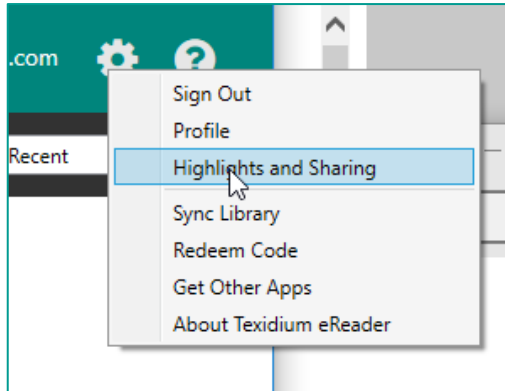 .com
?
Recent
Sign Out
Profile
Highlights and Sharing
Sync Library
Redeem Code
Get Other Apps
About Texidium eReader